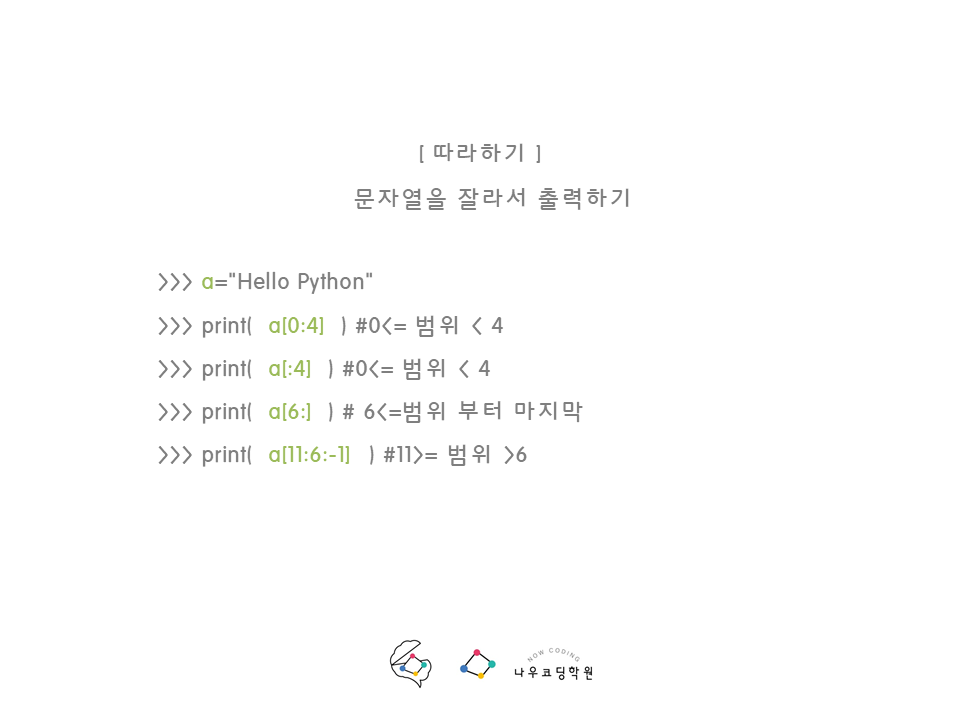 [ 따라하기 ]
문자열을 잘라서 출력하기
>>> a="Hello Python"
>>> print( a[0:4] ) #0<= 범위 < 4
>>> print( a[:4] ) #0<= 범위 < 4
>>> print( a[6:] ) # 6<=범위 부터 마지막
>>> print( a[11:6:-1] ) #11>= 범위 >6
NOW CODING
나우코딩학원